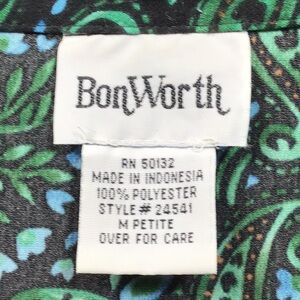 BonWorth
RN 50132
MADE IN INDONESIA
100% POLYESTER
STYLE# 24541
M PETITE
OVER FOR CARE